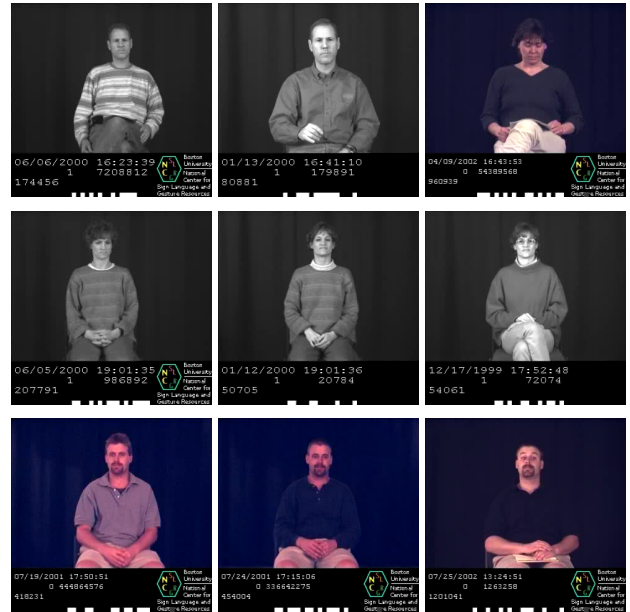 06/06/2000 16:23:39
1 7208812
174456
NCSLGR
Boston
University
National
Center for
Sign Language and
Gesture Resources
01/13/2000 16:41:10
1 179891
80881
04/09/2002 16:43:53
0 54389568
960939
NCSLGR
Boston
University
National
Center for
Sign Language and
Gesture Resources
06/05/2000 19:01:35
1 986892
207791
NCSLGR
Boston
University
National
Center for
Sign Language and
Gesture Resources
01/12/2000 19:01:36
1 20784
50705
12/17/1999 17:52:48
1 72074
54061
07/19/2001 17:50:51
0 444864576
418231
NCSLGR
Boston
University
National
Center for
Sign Language and
Gesture Resources
07/24/2001 17:15:06
0 336642275
454004
NCSLGR
Boston
University
National
Center for
Sign Language and
Gesture Resources
07/25/2002 13:24:51
0 1263258
1201041
NCSLGR
Boston
University
National
Center for
Sign Language and
Gesture Resources